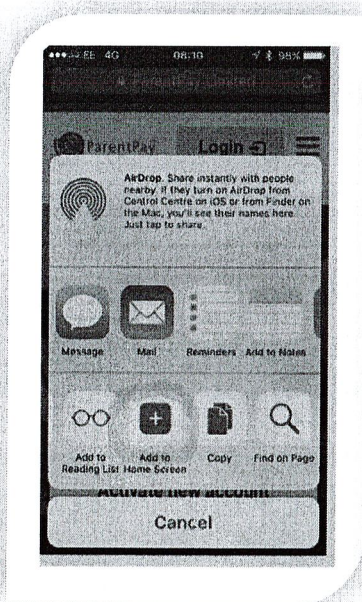 EE 4G 08:10 98%
ParentPay Login
AirDrop. Share instantly with people
nearby. If they turn on AirDrop from
Control Centre on iOS or from Finder on
the Mac, you'll see their names here.
Just tap to share.
Message Mail Reminders Add to Notes
Add to Reading List
Add to Home Screen
Copy
Find on Page
Activate new account
Cancel